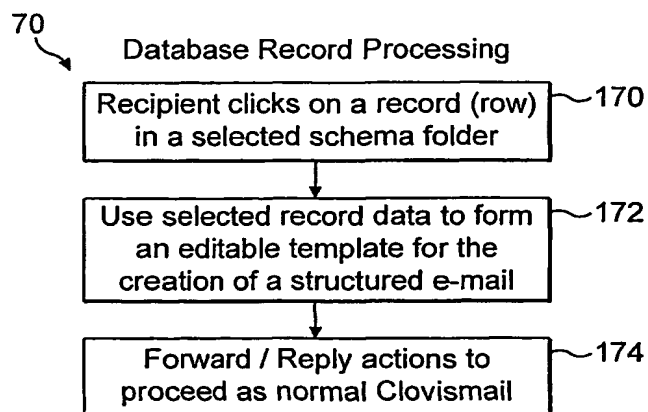 70
Database Record Processing
Recipient clicks on a record (row)
in a selected schema folder
170
Use selected record data to form
an editable template for the
creation of a structured e-mail
172
Forward / Reply actions to
proceed as normal Clovismail
174